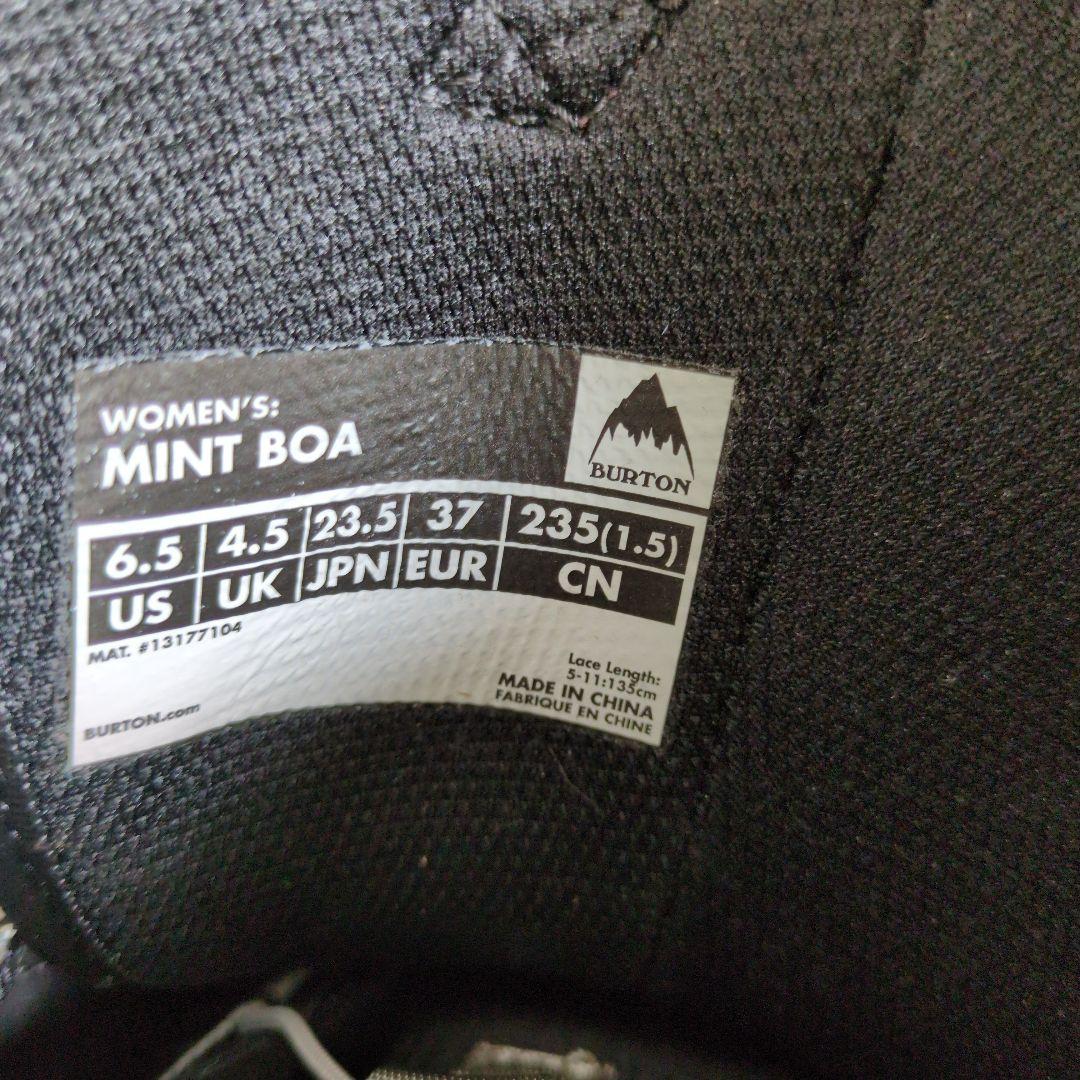 WOMEN'S:
MINT BOA
BURTON
6.5 4.5 23.5 37 235(1.5)
US UK JPN EUR CN
MAT. #13177104
Lace Length:
5-11:135cm
MADE IN CHINA
FABRIQUE EN CHINE
BURTON.com